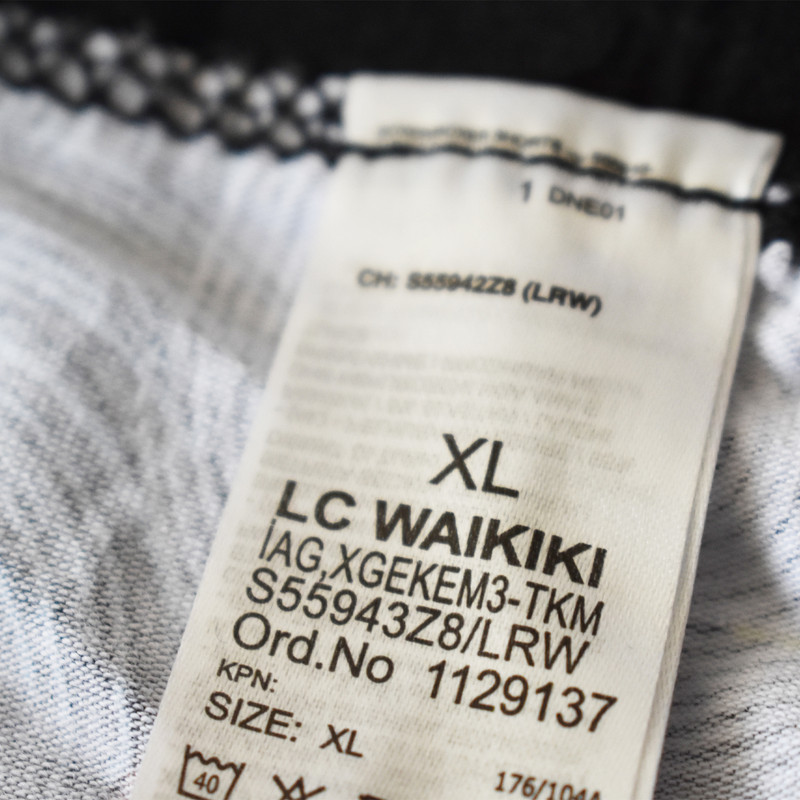 1 DNE01
CH: S55942Z8 (LRW)
XL
LC WAIKIKI
İAG,XGEKEM3-TKM
S55943Z8/LRW
Ord.No 1129137
KPN:
SIZE: XL
40
176/104A